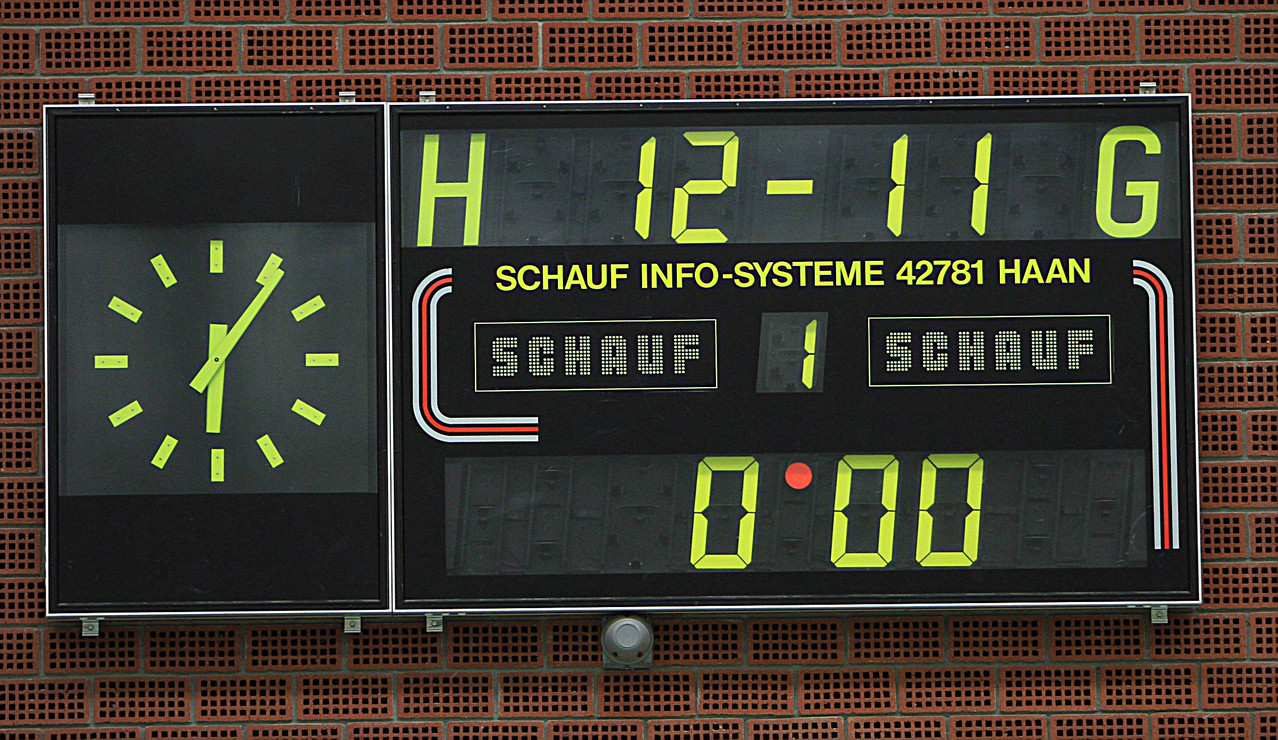 H 12-11 G
SCHAUF INFO-SYSTEME 42781 HAAN
SCHAUF 1 SCHAUF
0 00